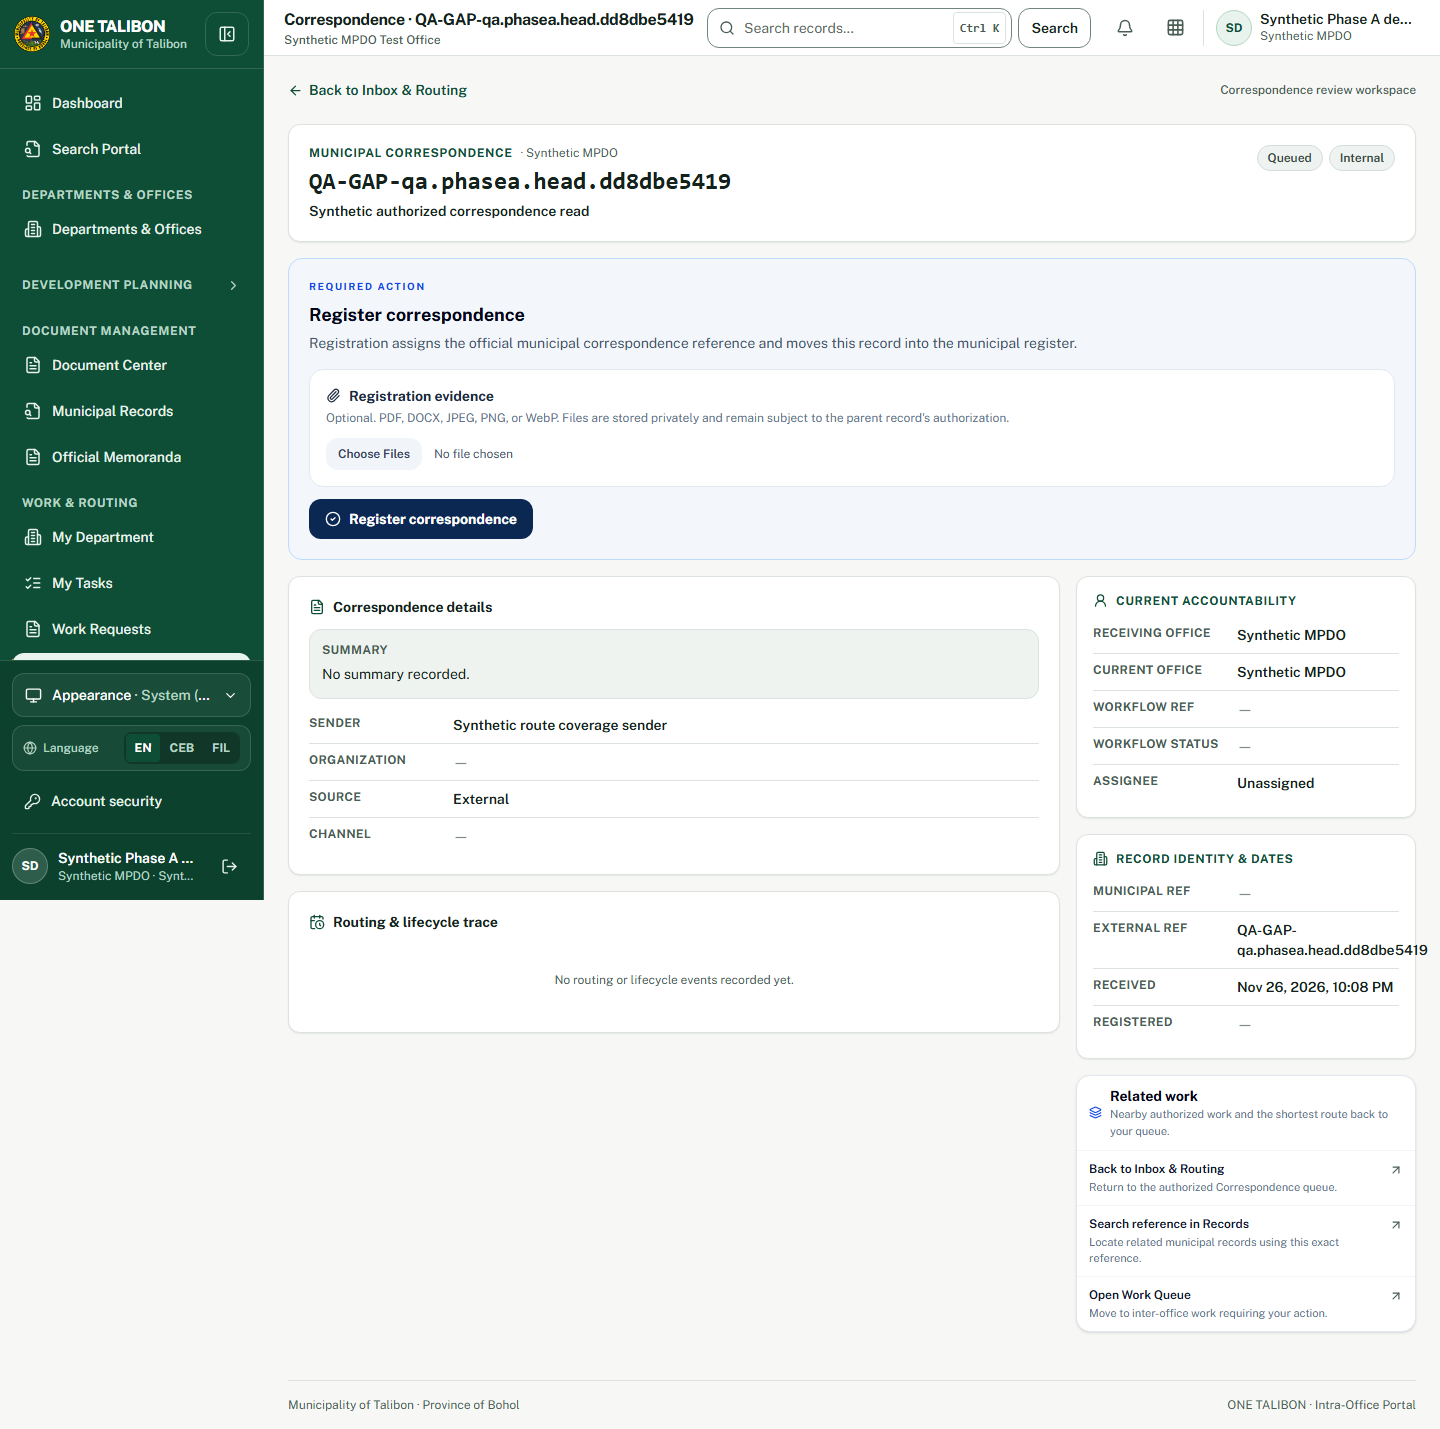 ONE TALIBON
Municipality of Talibon
Dashboard
Search Portal
DEPARTMENTS & OFFICES
Departments & Offices
DEVELOPMENT PLANNING
DOCUMENT MANAGEMENT
Document Center
Municipal Records
Official Memoranda
WORK & ROUTING
My Department
My Tasks
Work Requests
Appearance · System (...
Language EN CEB FIL
Account security
SD Synthetic Phase A ...
Synthetic MPDO · Synt...
Correspondence · QA-GAP-qa.phasea.head.dd8dbe5419
Synthetic MPDO Test Office
Search records... Ctrl K Search
SD Synthetic Phase A de...
Synthetic MPDO
Back to Inbox & Routing
Correspondence review workspace
MUNICIPAL CORRESPONDENCE · Synthetic MPDO
Queued Internal
QA-GAP-qa.phasea.head.dd8dbe5419
Synthetic authorized correspondence read
REQUIRED ACTION
Register correspondence
Registration assigns the official municipal correspondence reference and moves this record into the municipal register.
Registration evidence
Optional. PDF, DOCX, JPEG, PNG, or WebP. Files are stored privately and remain subject to the parent record's authorization.
Choose Files No file chosen
Register correspondence
Correspondence details
SUMMARY
No summary recorded.
SENDER Synthetic route coverage sender
ORGANIZATION —
SOURCE External
CHANNEL —
Routing & lifecycle trace
No routing or lifecycle events recorded yet.
CURRENT ACCOUNTABILITY
RECEIVING OFFICE Synthetic MPDO
CURRENT OFFICE Synthetic MPDO
WORKFLOW REF —
WORKFLOW STATUS —
ASSIGNEE Unassigned
RECORD IDENTITY & DATES
MUNICIPAL REF —
EXTERNAL REF QA-GAP-
qa.phasea.head.dd8dbe5419
RECEIVED Nov 26, 2026, 10:08 PM
REGISTERED —
Related work
Nearby authorized work and the shortest route back to
your queue.
Back to Inbox & Routing
Return to the authorized Correspondence queue.
Search reference in Records
Locate related municipal records using this exact
reference.
Open Work Queue
Move to inter-office work requiring your action.
Municipality of Talibon · Province of Bohol
ONE TALIBON · Intra-Office Portal